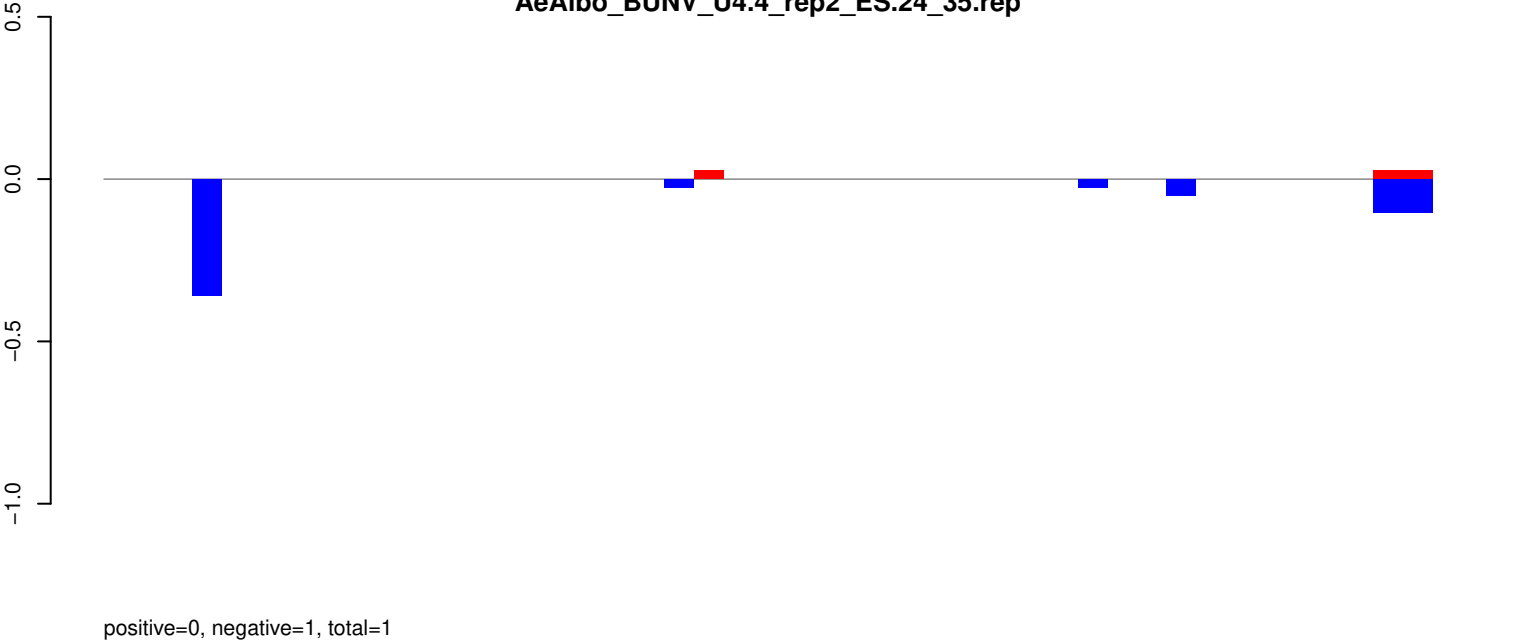 AeAlbo_BUNV_U4.4_rep2_ES.24_35.rep
0.5
0.0
−0.5
−1.0
positive=0, negative=1, total=1